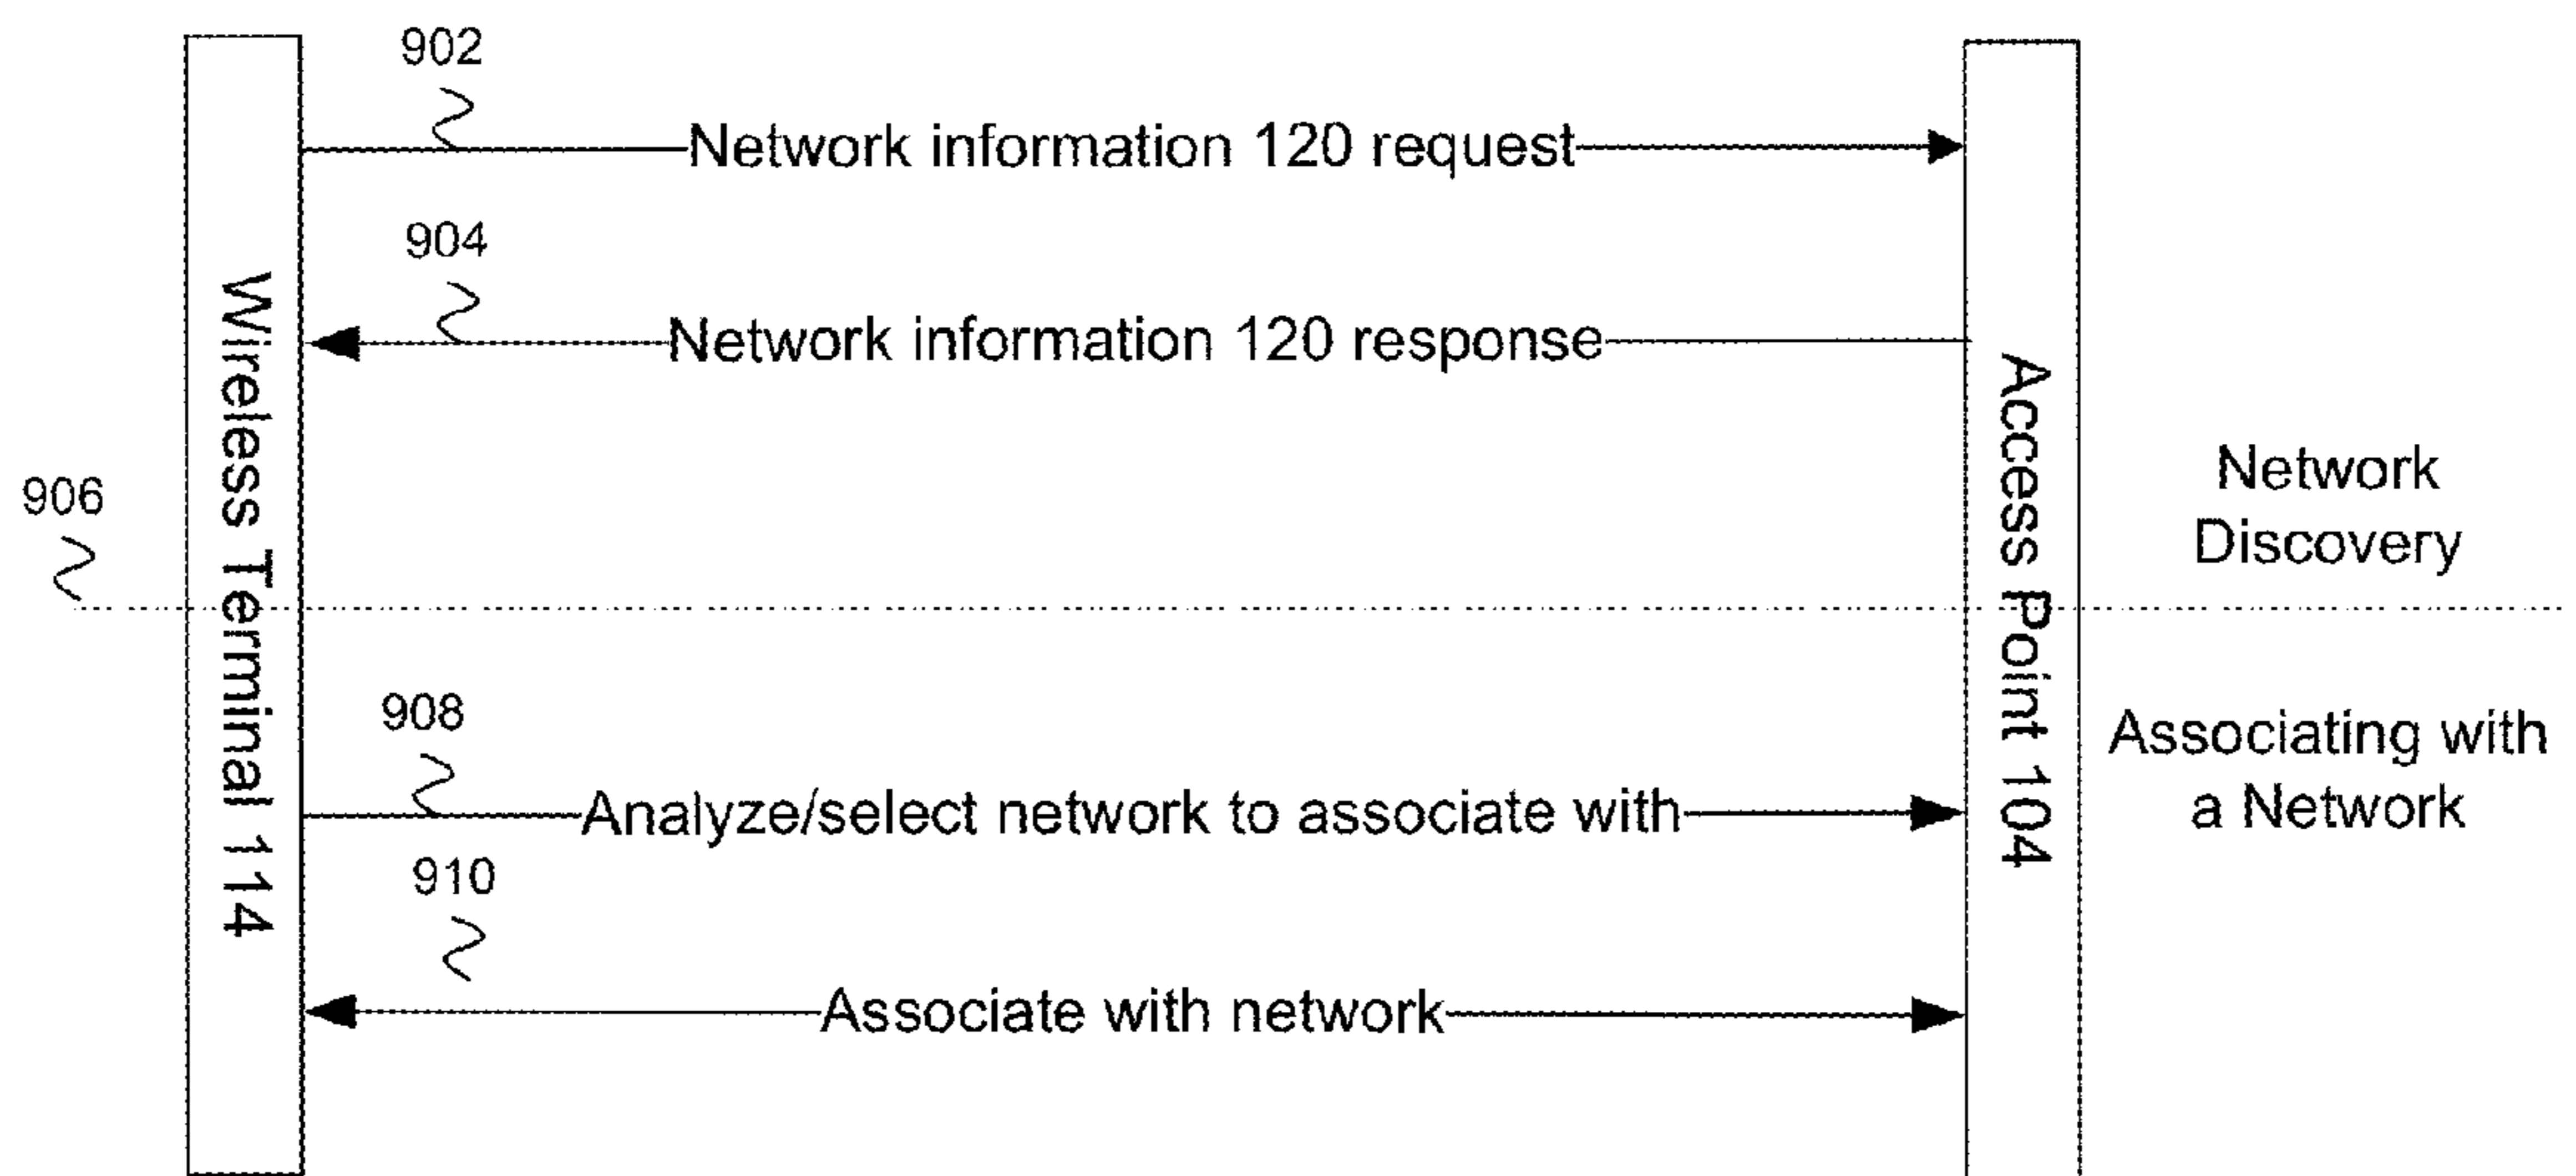 902
Network information 120 request
904
Network information 120 response
Wireless Terminal 114
Access Point 104
Network
Discovery
906
908
Analyze/select network to associate with
Associating with
a Network
910
Associate with network